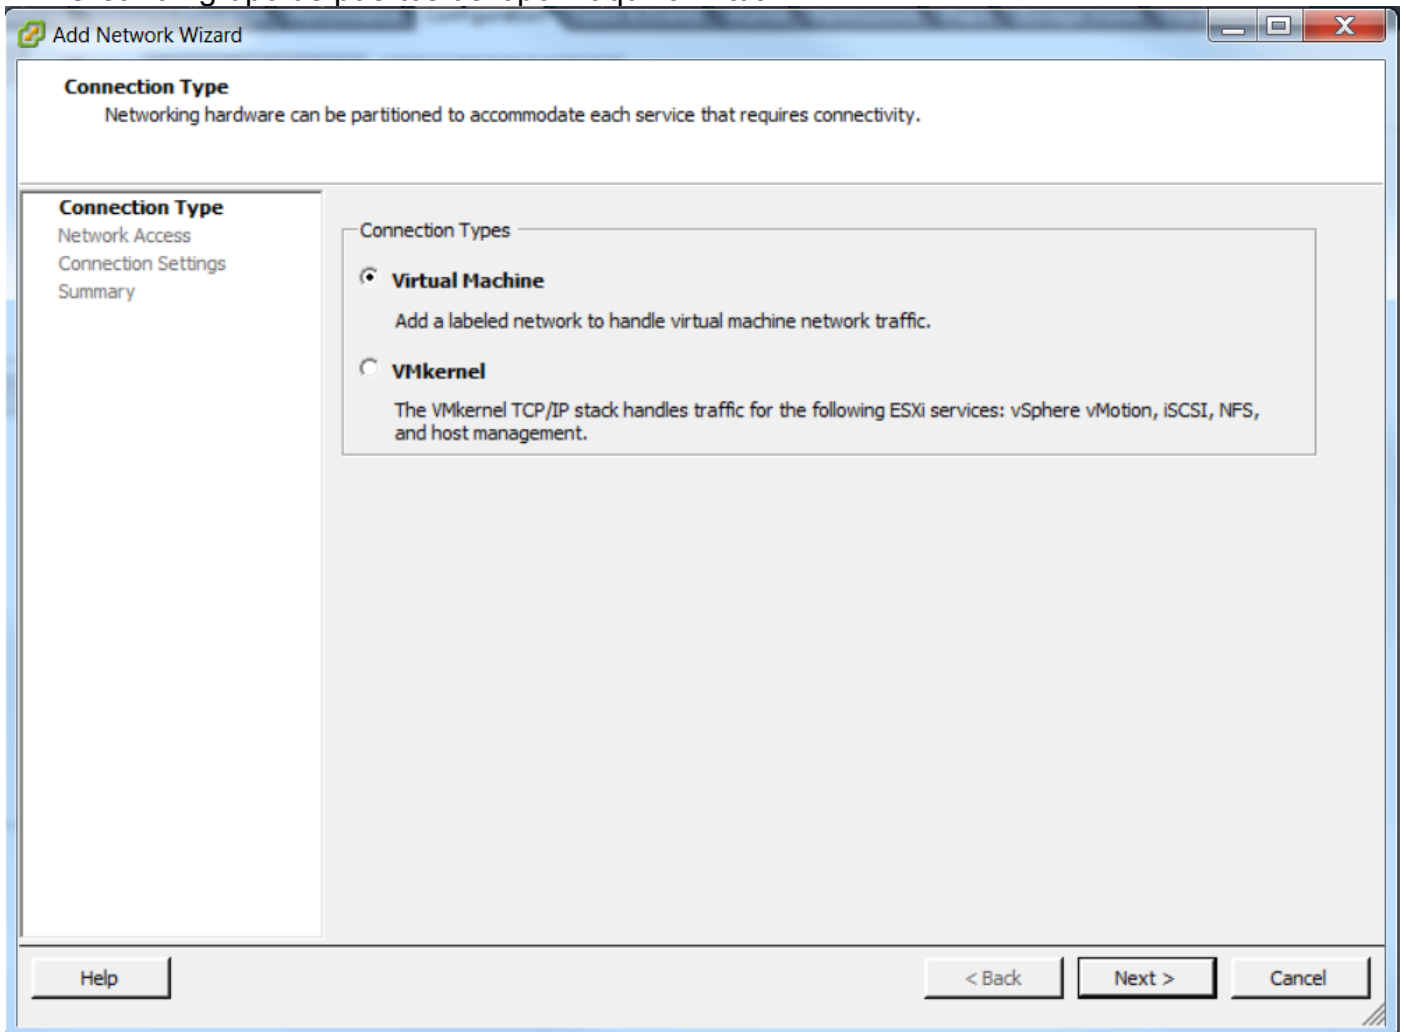 Add Network Wizard
Connection Type
Networking hardware can be partitioned to accommodate each service that requires connectivity.
Connection Type
Network Access
Connection Settings
Summary
Connection Types
Virtual Machine
Add a labeled network to handle virtual machine network traffic.
VMkernel
The VMkernel TCP/IP stack handles traffic for the following ESXi services: vSphere vMotion, iSCSI, NFS,
and host management.
Help
< Back
Next >
Cancel